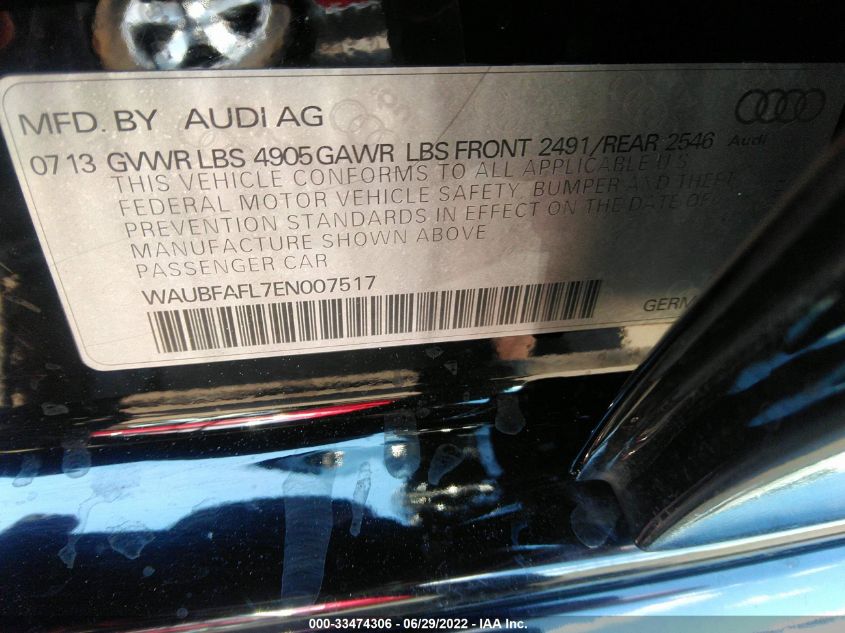 MFD. BY AUDI AG
07 13 GVWR LBS 4905 GAWR LBS FRONT 2491/REAR 2546
Audi
THIS VEHICLE CONFORMS TO ALL APPLICABLE U.S.
FEDERAL MOTOR VEHICLE SAFETY, BUMPER AND THEFT
PREVENTION STANDARDS IN EFFECT ON THE DATE OF
MANUFACTURE SHOWN ABOVE
PASSENGER CAR
WAUBFAFL7EN007517
GERM
000-33474306 - 06/29/2022 - IAA Inc.